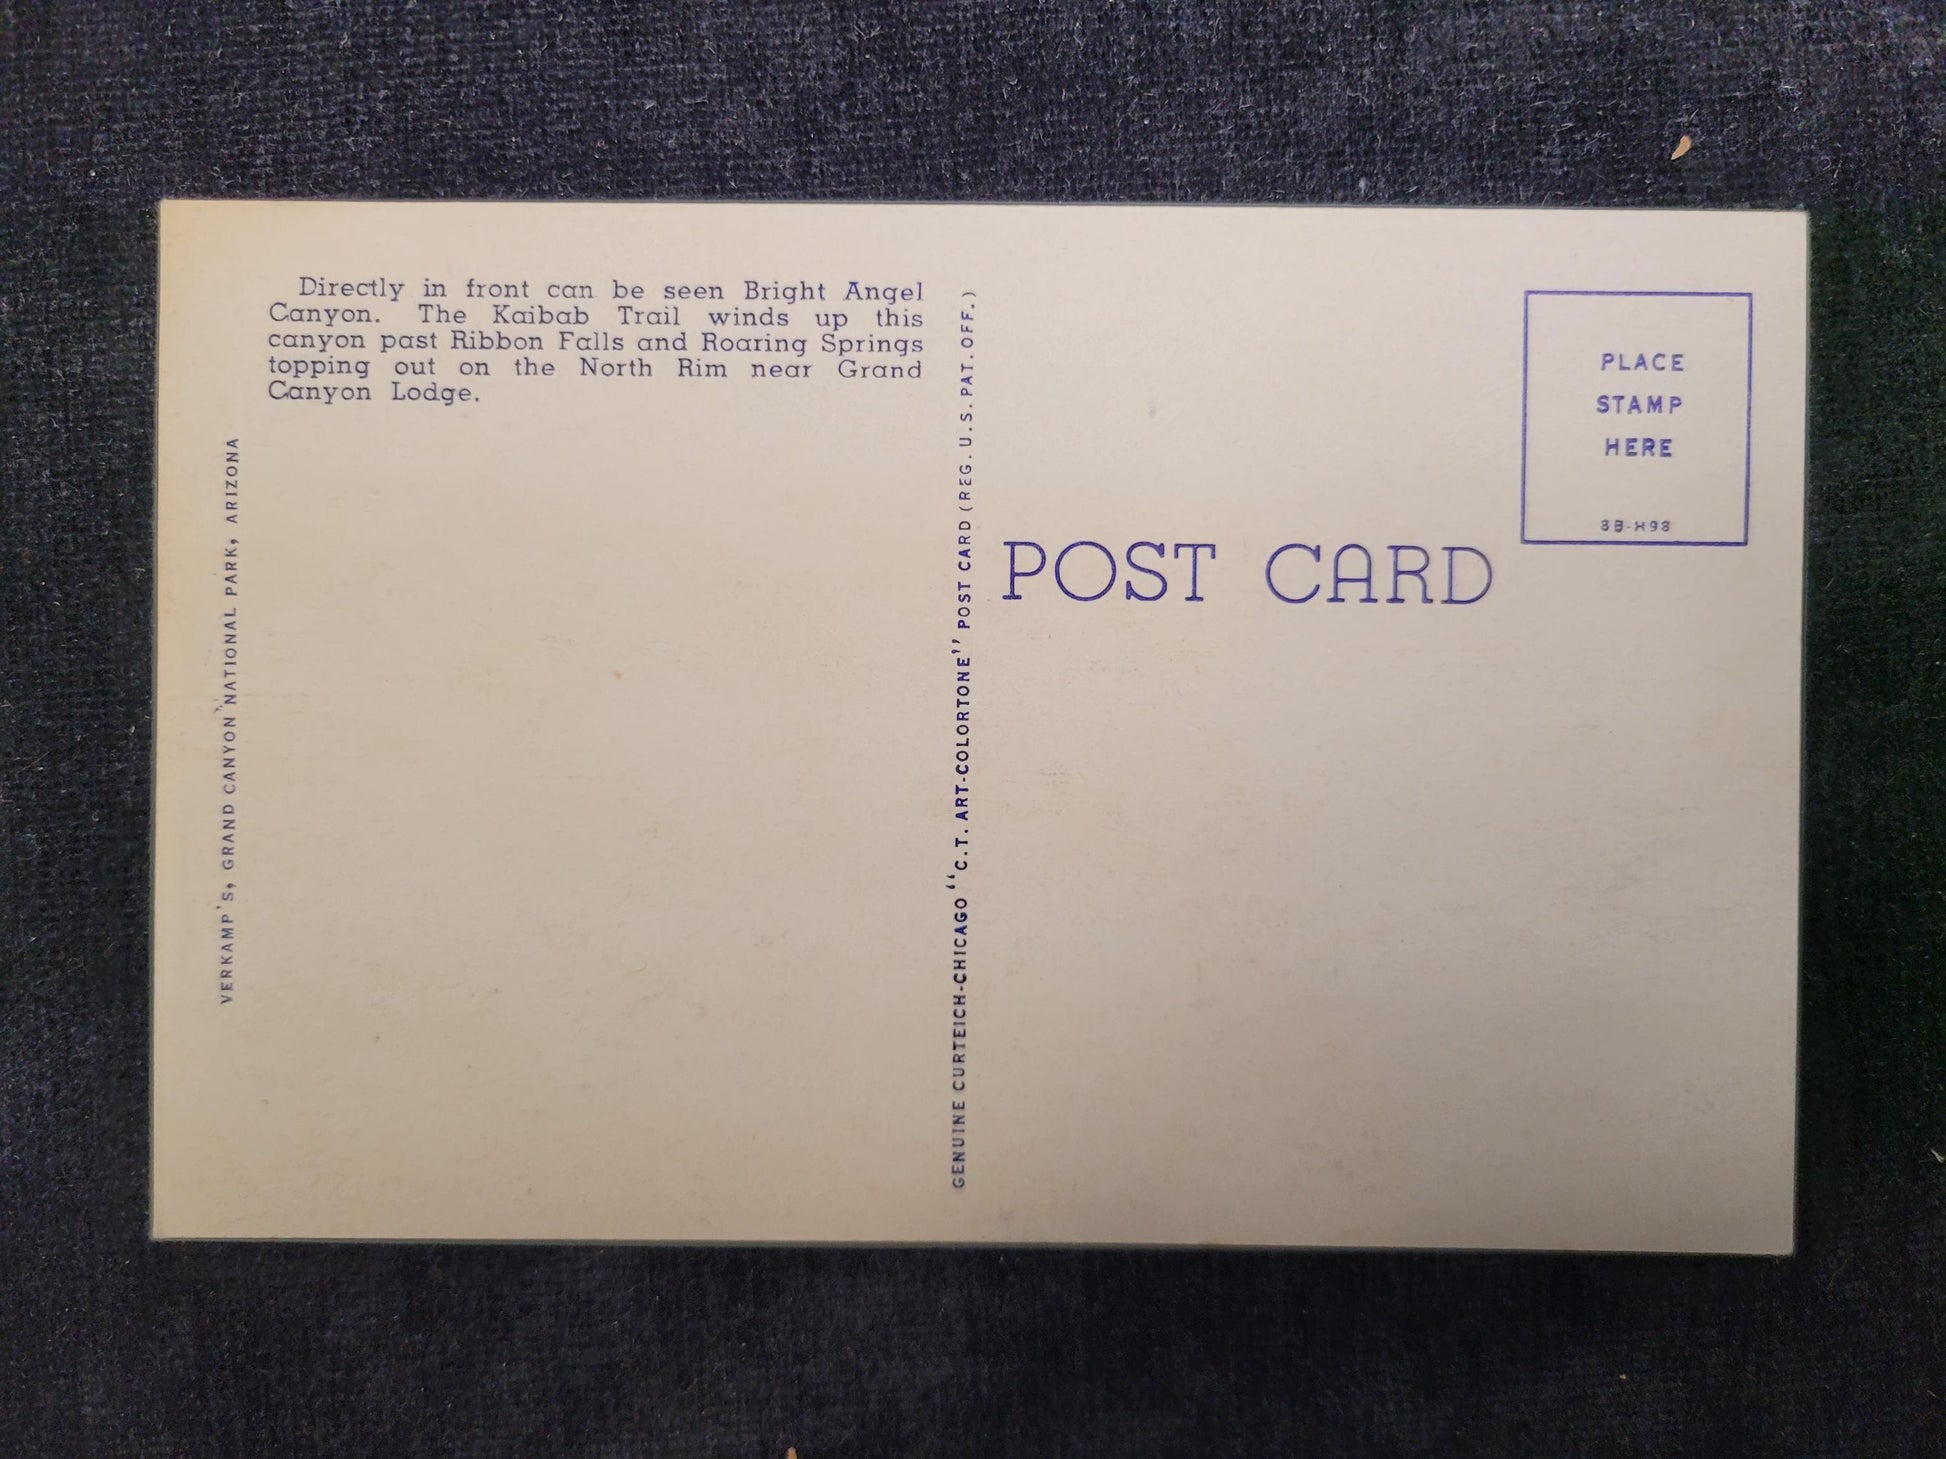 Directly in front can be seen Bright Angel
Canyon. The Kaibab Trail winds up this
canyon past Ribbon Falls and Roaring Springs
topping out on the North Rim near Grand
Canyon Lodge.
VERKAMP'S, GRAND CANYON NATIONAL PARK, ARIZONA
GENUINE CURTEICH-CHICAGO "C.T. ART-COLORTONE" POST CARD (REG. U.S. PAT. OFF.)
POST CARD
PLACE
STAMP
HERE
8B-H98